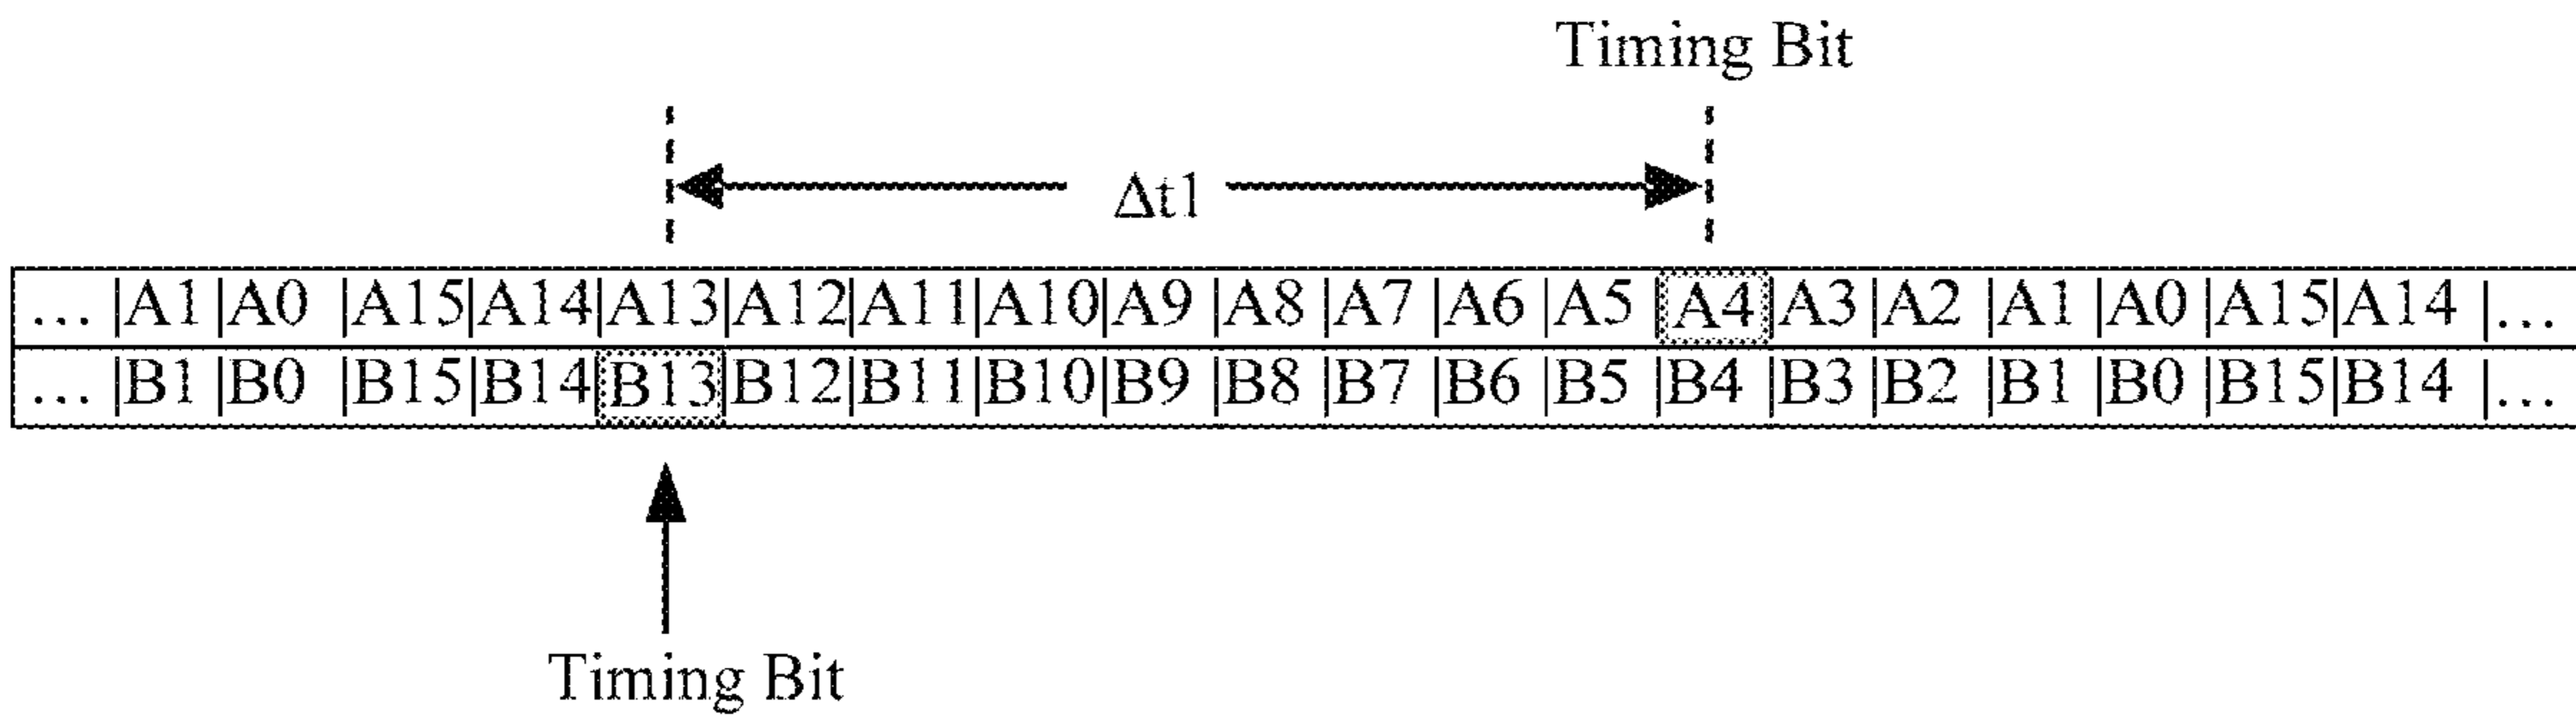 Timing Bit
Δt1
... |A1|A0 |A15|A14|A13|A12|A11|A10|A9 |A8 |A7 |A6 |A5 |A4|A3|A2 |A1 |A0 |A15|A14 |...
... |B1|B0 |B15|B14|B13|B12|B11|B10|B9 |B8 |B7 |B6 |B5 |B4 |B3|B2 |B1 |B0 |B15|B14 |...
Timing Bit